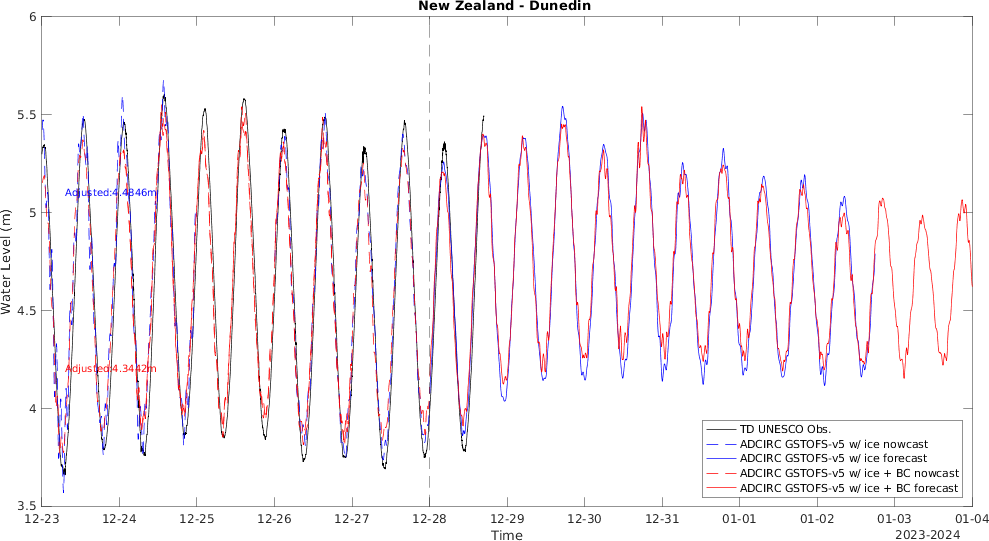 New Zealand - Dunedin
6
5.5
5
4.5
4
3.5
Water Level (m)
Adjusted:4.4846m
Adjusted:4.3442m
TD UNESCO Obs.
ADCIRC GSTOFS-v5 w/ ice nowcast
ADCIRC GSTOFS-v5 w/ ice forecast
ADCIRC GSTOFS-v5 w/ ice + BC nowcast
ADCIRC GSTOFS-v5 w/ ice + BC forecast
12-23 12-24 12-25 12-26 12-27 12-28 12-29 12-30 12-31 01-01 01-02 01-03 01-04
Time
2023-2024